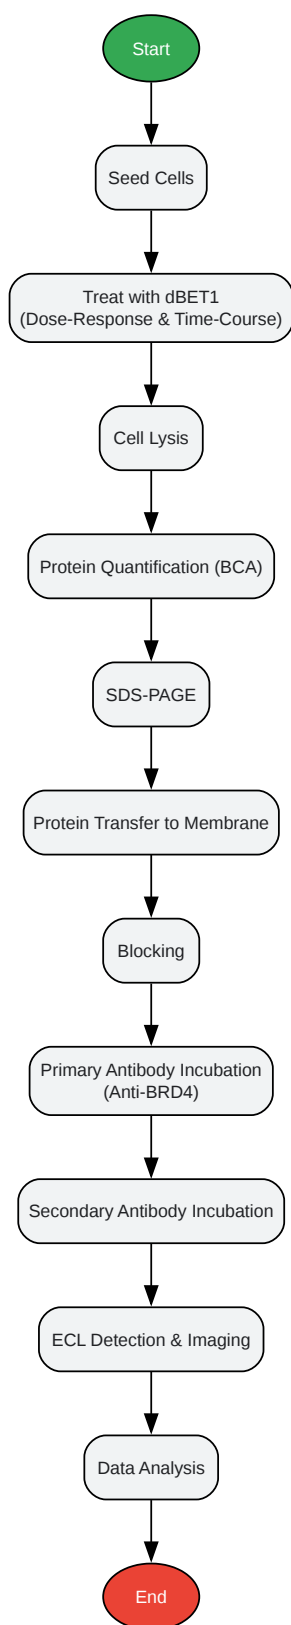 Start
Seed Cells
Treat with dBET1
(Dose-Response & Time-Course)
Cell Lysis
Protein Quantification (BCA)
SDS-PAGE
Protein Transfer to Membrane
Blocking
Primary Antibody Incubation
(Anti-BRD4)
Secondary Antibody Incubation
ECL Detection & Imaging
Data Analysis
End